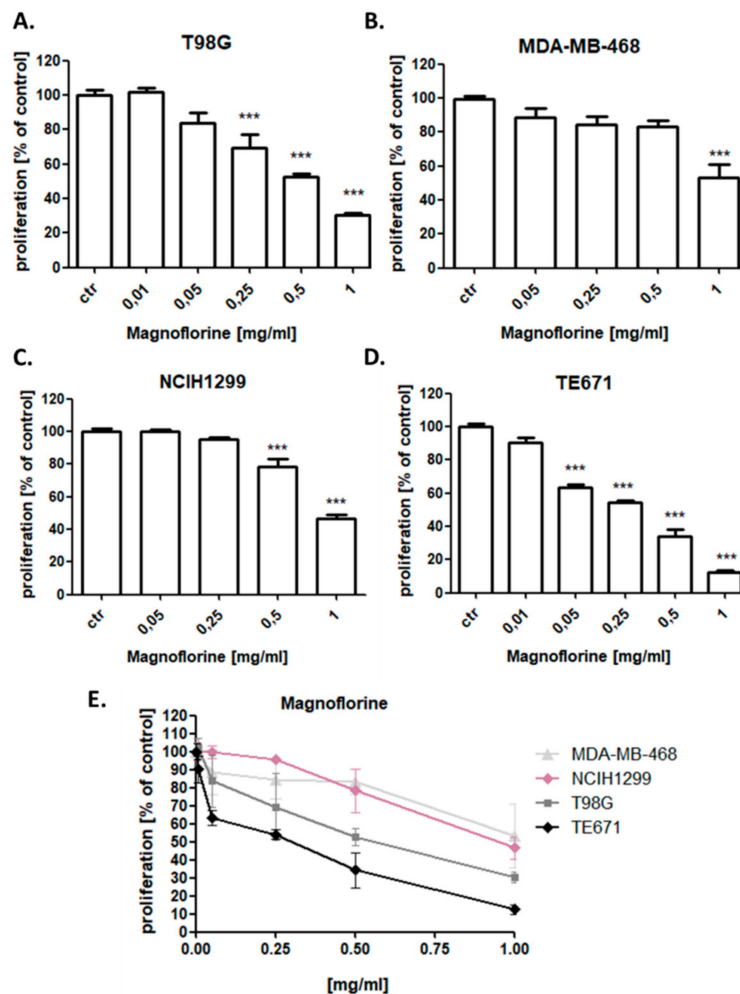 A.
T98G
proliferation [% of control]
120
100
80
60
40
20
0
ctr
0,01
0,05
0,25
0,5
1
***
***
***
Magnoflorine [mg/ml]
B.
MDA-MB-468
proliferation [% of control]
120
100
80
60
40
20
0
ctr
0,05
0,25
0,5
1
***
Magnoflorine [mg/ml]
C.
NCIH1299
proliferation [% of control]
120
100
80
60
40
20
0
ctr
0,05
0,25
0,5
1
***
***
Magnoflorine [mg/ml]
D.
TE671
proliferation [% of control]
120
100
80
60
40
20
0
ctr
0,01
0,05
0,25
0,5
1
***
***
***
***
Magnoflorine [mg/ml]
E.
Magnoflorine
proliferation [% of control]
120
110
100
90
80
70
60
50
40
30
20
10
0
0.00
0.25
0.50
0.75
1.00
[mg/ml]
MDA-MB-468
NCIH1299
T98G
TE671